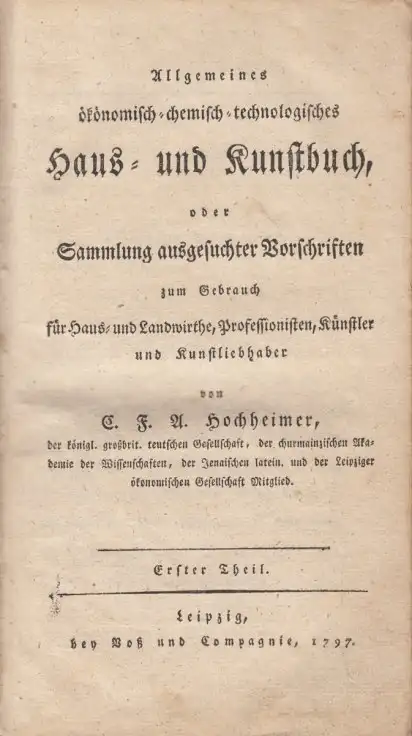 Allgemeines
ökönomisch-chemisch-technologisches
Haus- und Kunstbuch,
oder
Sammlung ausgesuchter Vorschriften
zum Gebrauch
für Haus- und Landwirthe, Professionisten, Künstler
und Kunstliebhaber
von
C. F. A. Hochheimer,
der königl. großbrit. teutschen Gesellschaft, der churmainzischen Aka-
demie der Wissenschaften, der Jenaischen latein. und der Leipziger
ökonomischen Gesellschaft Mitglied.
Erster Theil.
Leipzig,
bey Voß und Compagnie, 1797.